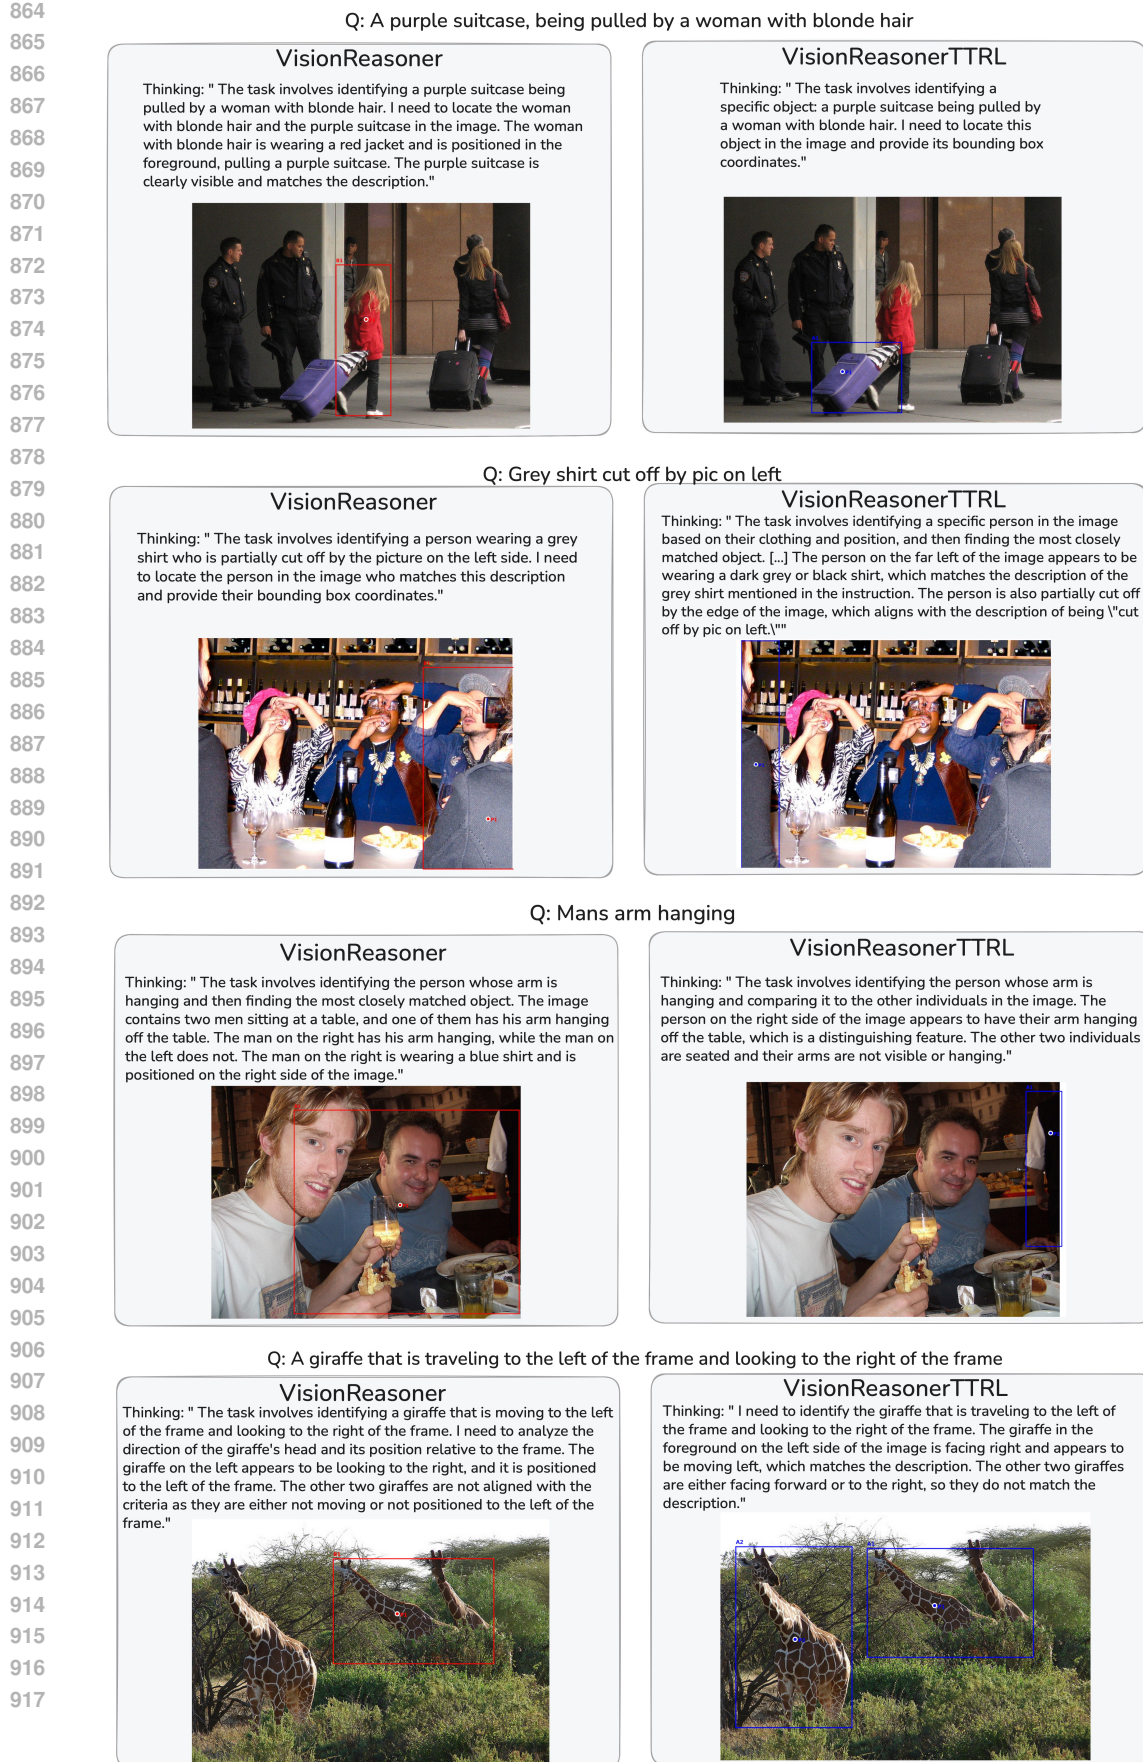 864
865
866
867
868
869
870
871
872
873
874
875
876
877
878
879
880
881
882
883
884
885
886
887
888
889
890
891
892
893
894
895
896
897
898
899
900
901
902
903
904
905
906
907
908
909
910
911
912
913
914
915
916
917
Q: A purple suitcase, being pulled by a woman with blonde hair
VisionReasoner
Thinking: " The task involves identifying a purple suitcase being
pulled by a woman with blonde hair. I need to locate the woman
with blonde hair and the purple suitcase in the image. The woman
with blonde hair is wearing a red jacket and is positioned in the
foreground, pulling a purple suitcase. The purple suitcase is
clearly visible and matches the description."
VisionReasonerTTRL
Thinking: " The task involves identifying a
specific object: a purple suitcase being pulled by
a woman with blonde hair. I need to locate this
object in the image and provide its bounding box
coordinates."
Q: Grey shirt cut off by pic on left
VisionReasoner
Thinking: " The task involves identifying a person wearing a grey
shirt who is partially cut off by the picture on the left side. I need
to locate the person in the image who matches this description
and provide their bounding box coordinates."
VisionReasonerTTRL
Thinking: " The task involves identifying a specific person in the image
based on their clothing and position, and then finding the most closely
matched object. [...] The person on the far left of the image appears to be
wearing a dark grey or black shirt, which matches the description of the
grey shirt mentioned in the instruction. The person is also partially cut off
by the edge of the image, which aligns with the description of being \"cut
off by pic on left.\""
Q: Mans arm hanging
VisionReasoner
Thinking: " The task involves identifying the person whose arm is
hanging and then finding the most closely matched object. The image
contains two men sitting at a table, and one of them has his arm hanging
off the table. The man on the right has his arm hanging, while the man on
the left does not. The man on the right is wearing a blue shirt and is
positioned on the right side of the image."
VisionReasonerTTRL
Thinking: " The task involves identifying the person whose arm is
hanging and comparing it to the other individuals in the image. The
person on the right side of the image appears to have their arm hanging
off the table, which is a distinguishing feature. The other two individuals
are seated and their arms are not visible or hanging."
Q: A giraffe that is traveling to the left of the frame and looking to the right of the frame
VisionReasoner
Thinking: " The task involves identifying a giraffe that is moving to the left
of the frame and looking to the right of the frame. I need to analyze the
direction of the giraffe's head and its position relative to the frame. The
giraffe on the left appears to be looking to the right, and it is positioned
to the left of the frame. The other two giraffes are not aligned with the
criteria as they are either not moving or not positioned to the left of the
frame."
VisionReasonerTTRL
Thinking: " I need to identify the giraffe that is traveling to the left of
the frame and looking to the right of the frame. The giraffe in the
foreground on the left side of the image is facing right and appears to
be moving left, which matches the description. The other two giraffes
are either facing forward or to the right, so they do not match the
description."
A2